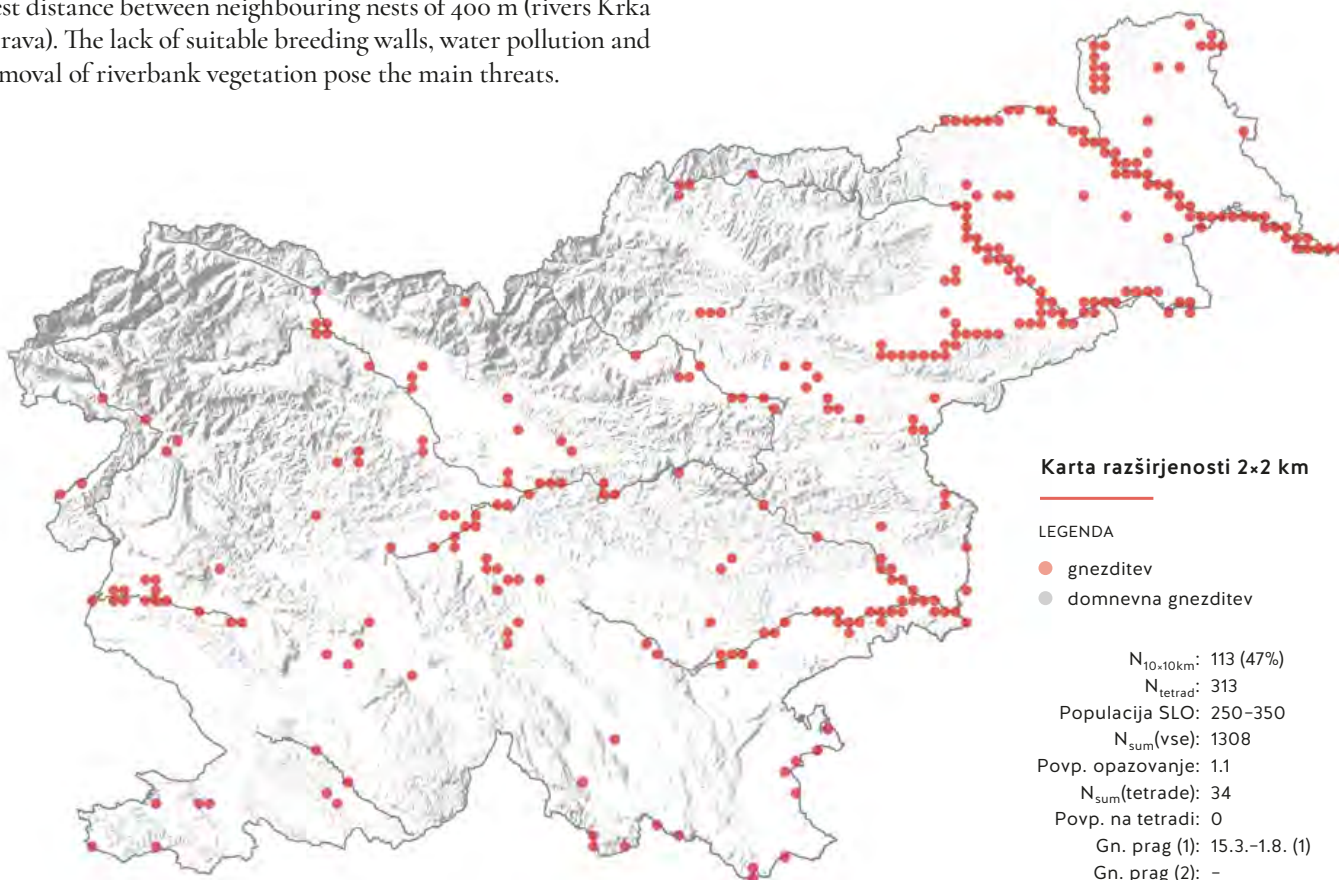 est distance between neighbouring nests of 400 m (rivers Krka
rava). The lack of suitable breeding walls, water pollution and
moval of riverbank vegetation pose the main threats.
Karta razširjenosti 2×2 km
LEGENDA
gnezditev
domnevna gnezditev
N10×10km: 113 (47%)
Ntetrad: 313
Populacija SLO: 250–350
Nsum(vse): 1308
Povp. opazovanje: 1.1
Nsum(tetrade): 34
Povp. na tetradi: 0
Gn. prag (1): 15.3.–1.8. (1)
Gn. prag (2): –